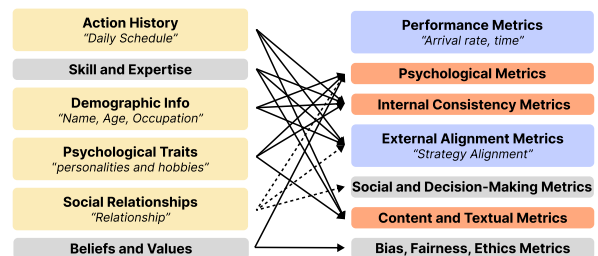 Action History
"Daily Schedule"
Skill and Expertise
Demographic Info
"Name, Age, Occupation"
Psychological Traits
"personalities and hobbies"
Social Relationships
"Relationship"
Beliefs and Values
Performance Metrics
"Arrival rate, time"
Psychological Metrics
Internal Consistency Metrics
External Alignment Metrics
"Strategy Alignment"
Social and Decision-Making Metrics
Content and Textual Metrics
Bias, Fairness, Ethics Metrics